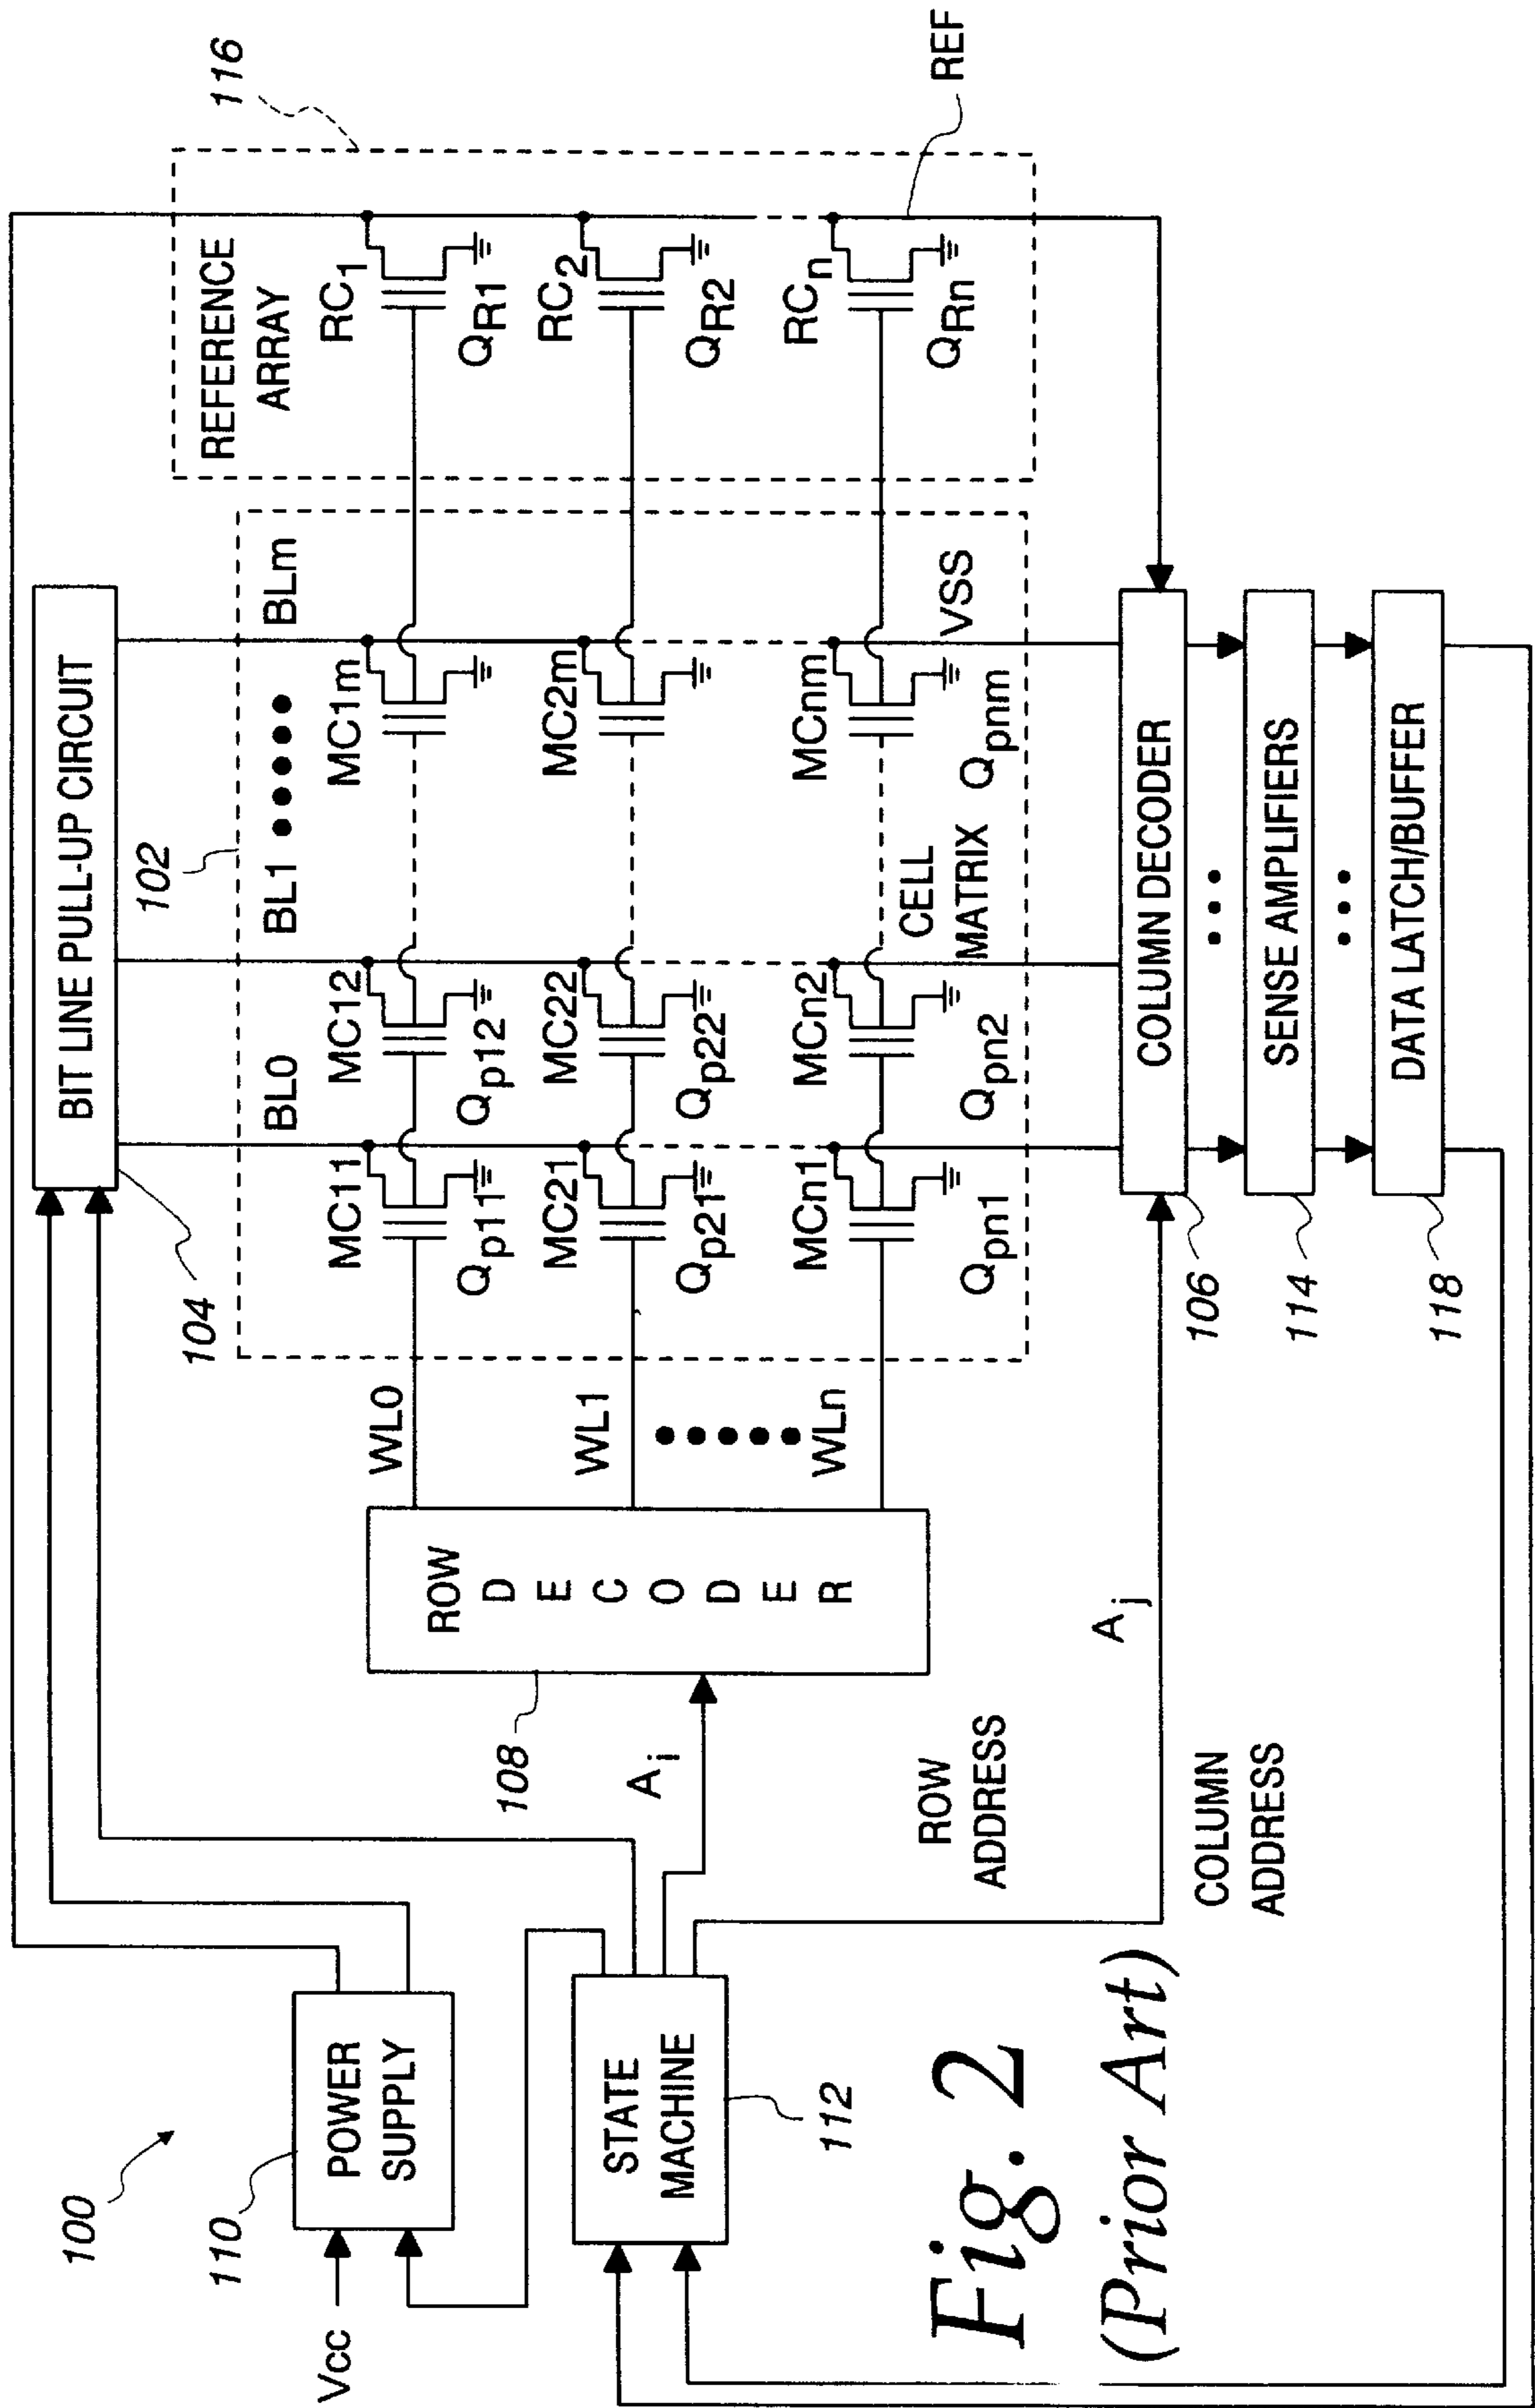 100
Vcc
110
POWER
SUPPLY
STATE
MACHINE
112
108
ROW
D
E
C
O
D
E
R
A i
ROW
ADDRESS
A j
COLUMN
ADDRESS
WL0
WL1
WLn
104
BIT LINE PULL-UP CIRCUIT
102
BL0
BL1
BLm
MC11
MC12
MC1m
Qp11
Qp12
MC21
MC22
MC2m
Qp21
Qp22
MCn1
MCn2
MCnm
Qpn1
Qpn2
Qpnm
VSS
CELL
MATRIX
REFERENCE
ARRAY
116
RC1
QR1
RC2
QR2
RCn
QRn
REF
COLUMN DECODER
106
SENSE AMPLIFIERS
114
DATA LATCH/BUFFER
118
Fig. 2
(Prior Art)